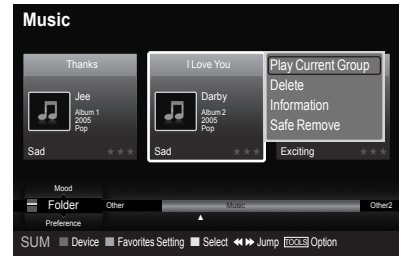 Music
Thanks
I Love You
Play Current Group
Delete
Information
Safe Remove
Jee
Album 1
2005
Pop
Darby
Album 2
2005
Pop
Sad ★★★
Sad ★★★
Exciting ★★★
Mood
Folder
Preference
Other
Music
Other2
SUM Device Favorites Setting Select ◀◀ ▶▶ Jump TOOLS Option